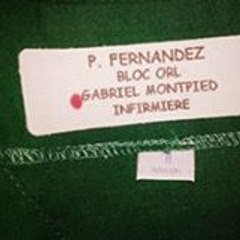 P. FERNANDEZ
BLOC ORL
GABRIEL MONTPIED
INFIRMIERE